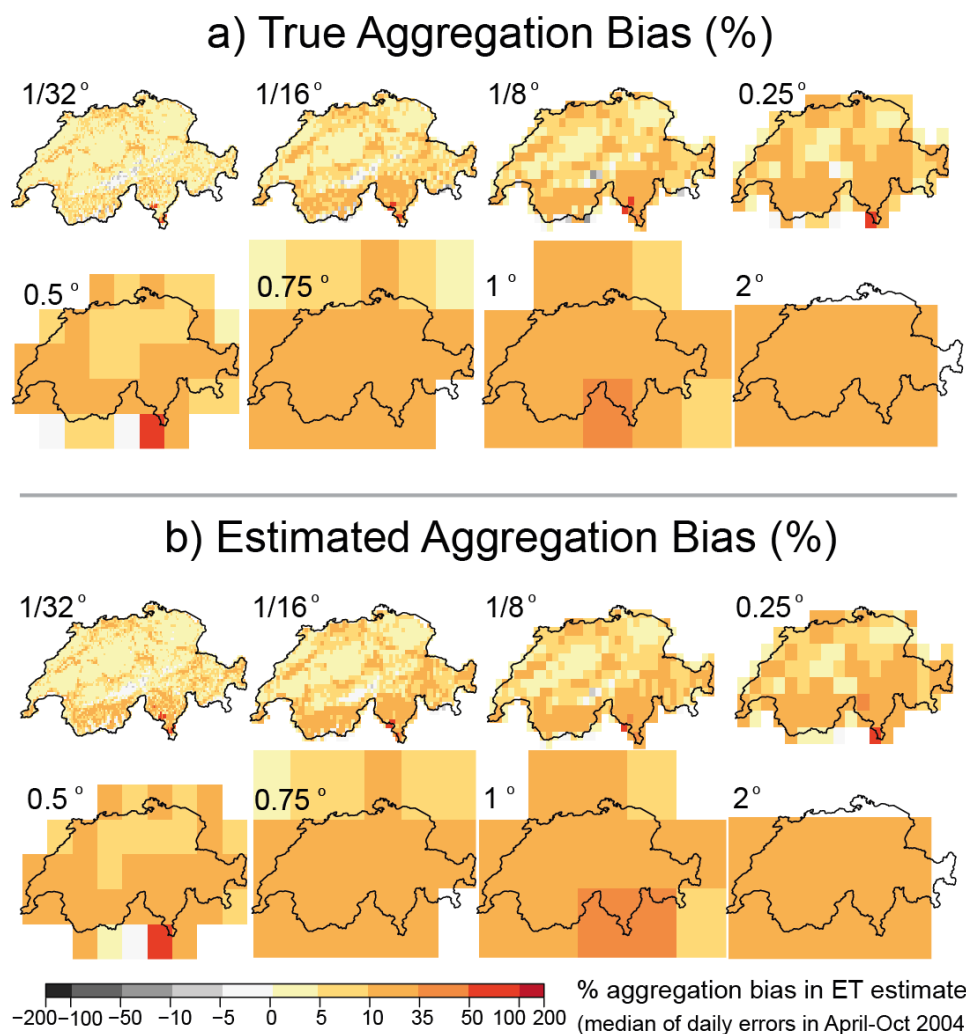 a) True Aggregation Bias (%)
1/32° 1/16° 1/8° 0.25°
0.5° 0.75° 1° 2°
b) Estimated Aggregation Bias (%)
1/32° 1/16° 1/8° 0.25°
0.5° 0.75° 1° 2°
% aggregation bias in ET estimate
−200 −100 −50 −10 −5 0 5 10 35 50 100 200
(median of daily errors in April-Oct 2004